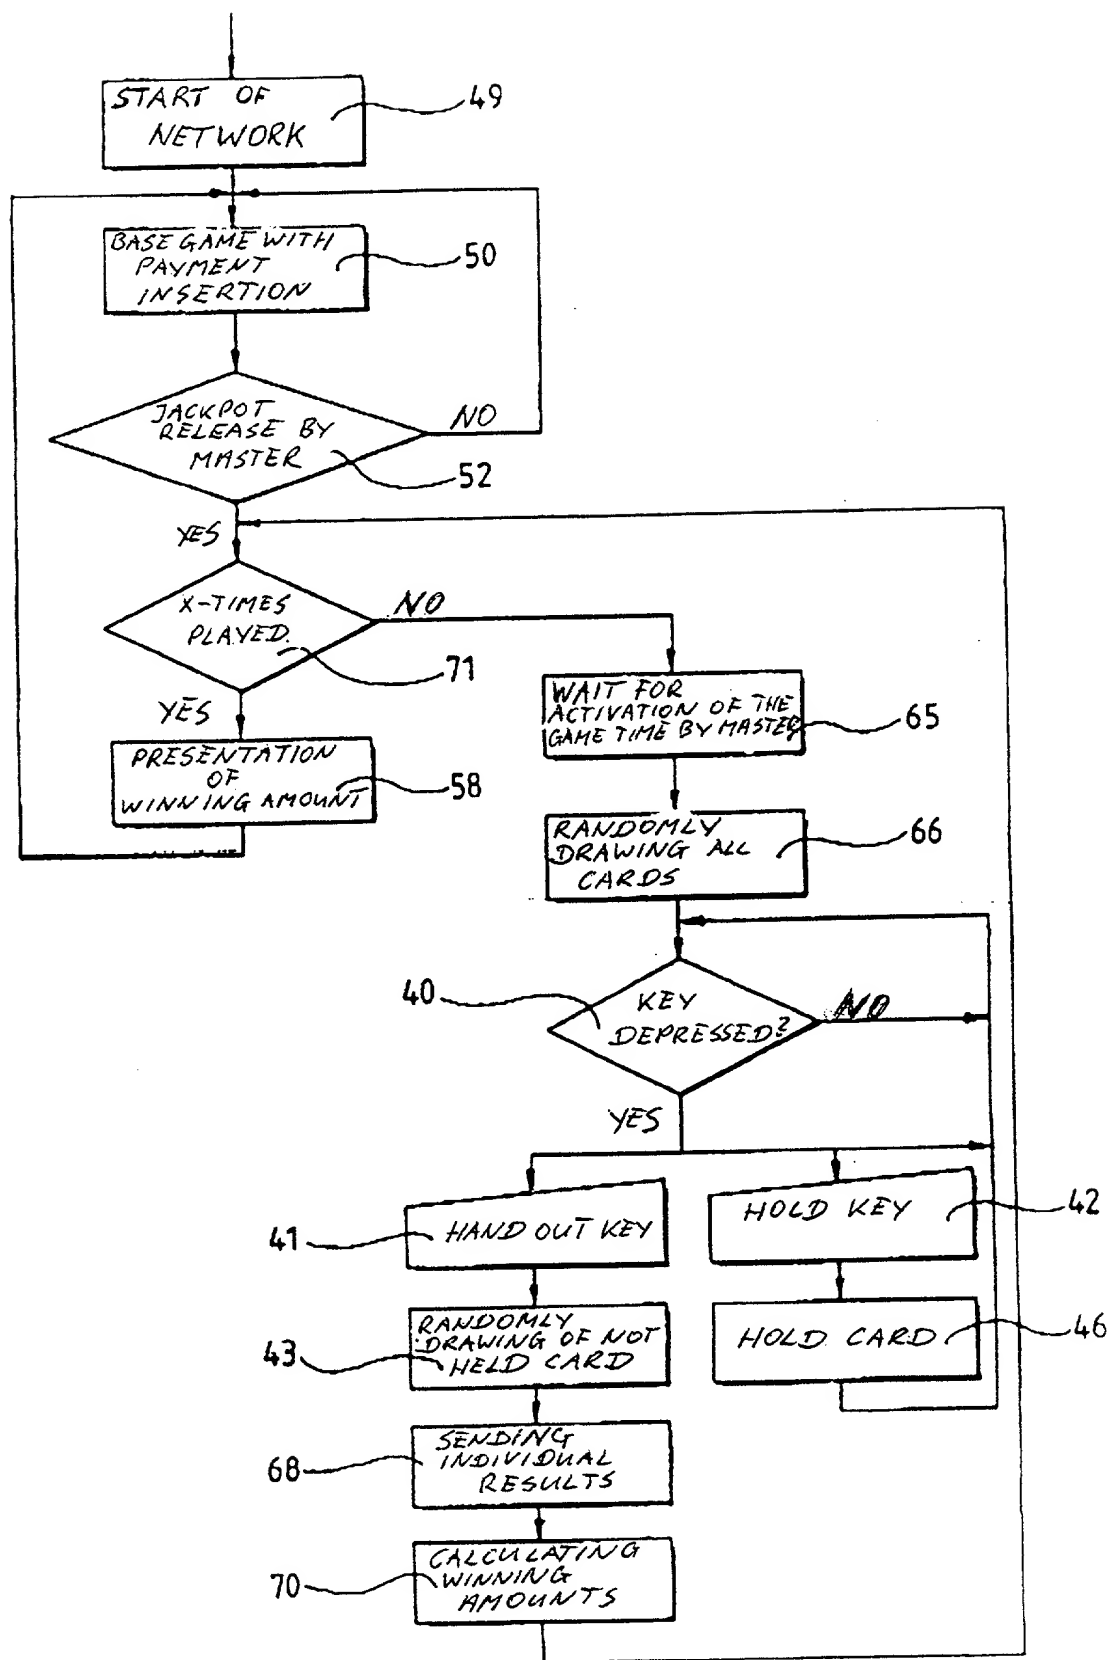 START OF
NETWORK
49
BASE GAME WITH
PAYMENT
INSERTION
50
JACKPOT
RELEASE BY
MASTER
NO
52
YES
X-TIMES
PLAYED.
NO
71
YES
PRESENTATION
OF
WINNING AMOUNT
58
WAIT FOR
ACTIVATION OF THE
GAME TIME BY MASTER
65
RANDOMLY
DRAWING ALL
CARDS
66
40
KEY
DEPRESSED?
NO
YES
41
HAND OUT KEY
HOLD KEY
42
43
RANDOMLY
DRAWING OF NOT
HELD CARD
HOLD CARD
46
68
SENDING
INDIVIDUAL
RESULTS
70
CALCULATING
WINNING
AMOUNTS